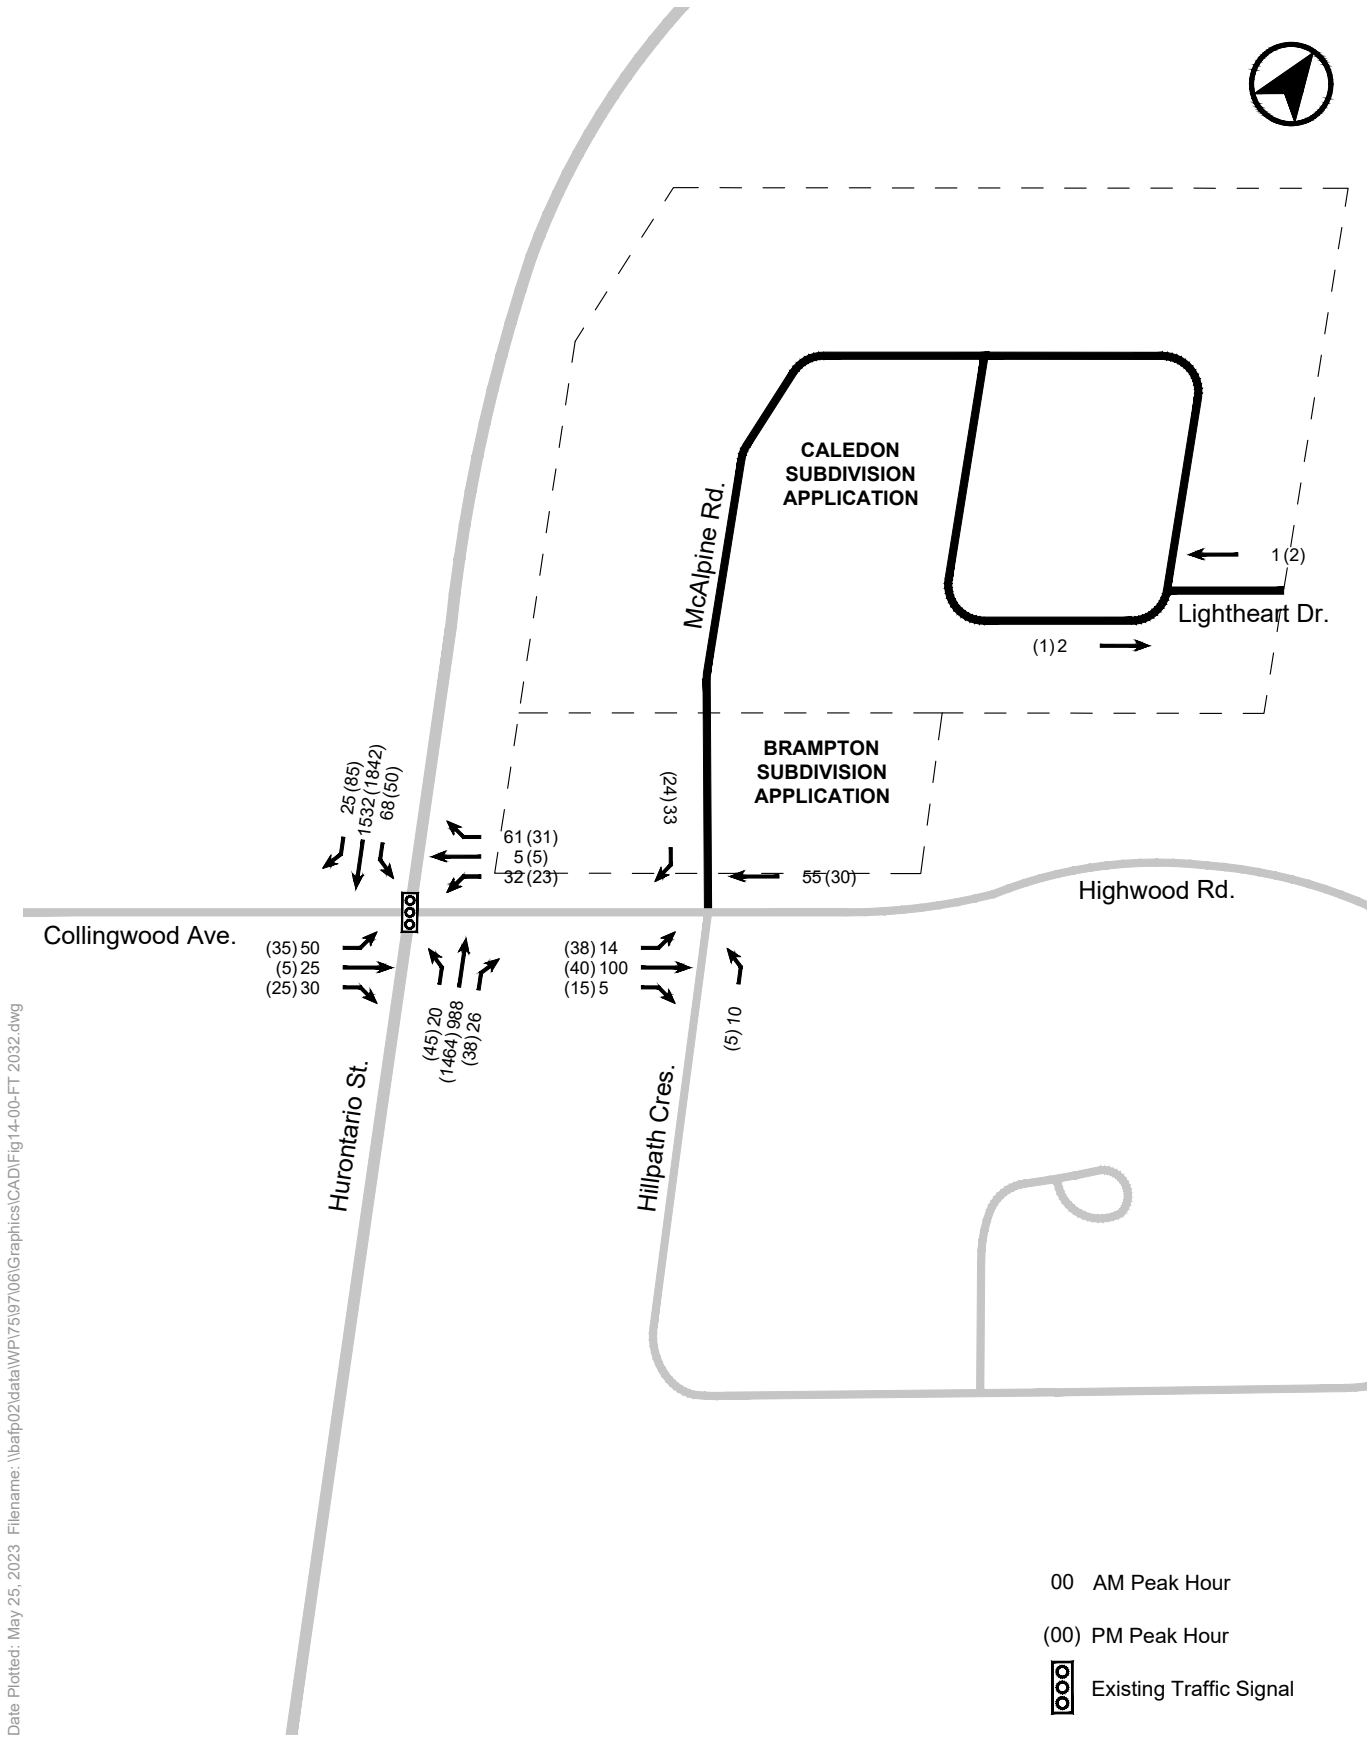 CALEDON
SUBDIVISION
APPLICATION
McAlpine Rd.
1 (2)
Lightheart Dr.
(1) 2
BRAMPTON
SUBDIVISION
APPLICATION
25 (85)
1532 (1842)
68 (50)
(24) 33
61 (31)
5 (5)
32 (23)
55 (30)
Highwood Rd.
Collingwood Ave.
(35) 50
(5) 25
(25) 30
(38) 14
(40) 100
(15) 5
(45) 20
(1464) 988
(38) 26
(5) 10
Hurontario St.
Hillpath Cres.
00 AM Peak Hour
(00) PM Peak Hour
Existing Traffic Signal
Date Plotted: May 25, 2023 Filename: \\bafp02\data\WP\75\97\06\Graphics\CAD\Fig14-00-FT 2032.dwg